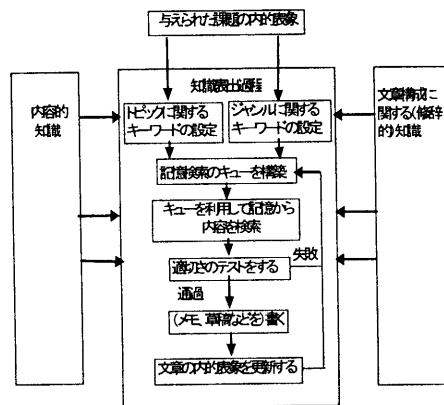 与えられた課題の内的表象
知識表出過程
内容的
知識
トピックに関する
キーワードの設定
ジャンルに関する
キーワードの設定
文章構成に
関する(修辞
的)知識
記憶検索のキューを構築
キューを利用して記憶から
内容を検索
失敗
適切さのテストをする
通過
(メモ、草稿などを)書く
文章の内的表象を更新する